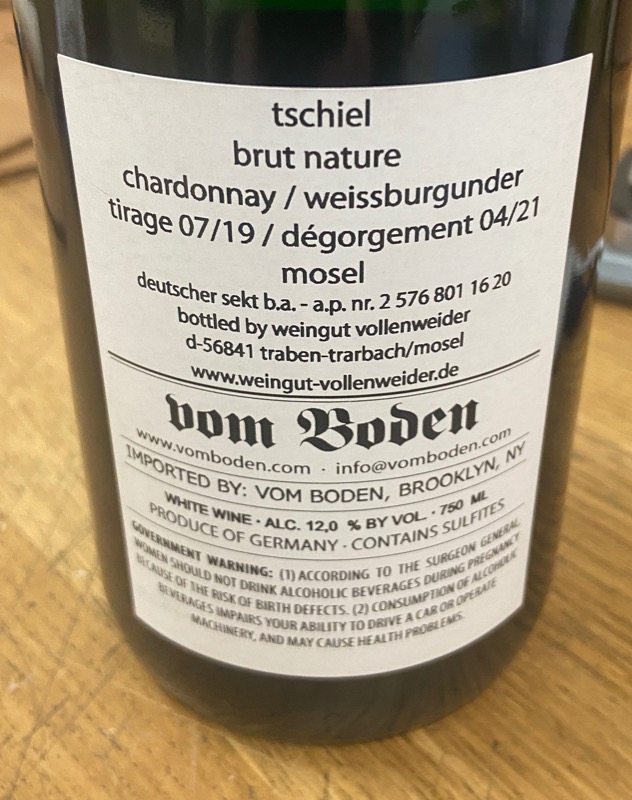 tschiel
brut nature
chardonnay / weissburgunder
tirage 07/19 / dégorgement 04/21
mosel
deutscher sekt b.a. - a.p. nr. 2 576 801 16 20
bottled by weingut vollenweider
d-56841 traben-trarbach/mosel
www.weingut-vollenweider.de
vom Boden
www.vomboden.com · info@vomboden.com
IMPORTED BY: VOM BODEN, BROOKLYN, NY
WHITE WINE · ALC. 12,0 % BY VOL. · 750 ML
PRODUCE OF GERMANY · CONTAINS SULFITES
GOVERNMENT WARNING: (1) ACCORDING TO THE SURGEON GENERAL,
WOMEN SHOULD NOT DRINK ALCOHOLIC BEVERAGES DURING PREGNANCY
BECAUSE OF THE RISK OF BIRTH DEFECTS. (2) CONSUMPTION OF ALCOHOLIC
BEVERAGES IMPAIRS YOUR ABILITY TO DRIVE A CAR OR OPERATE
MACHINERY, AND MAY CAUSE HEALTH PROBLEMS.